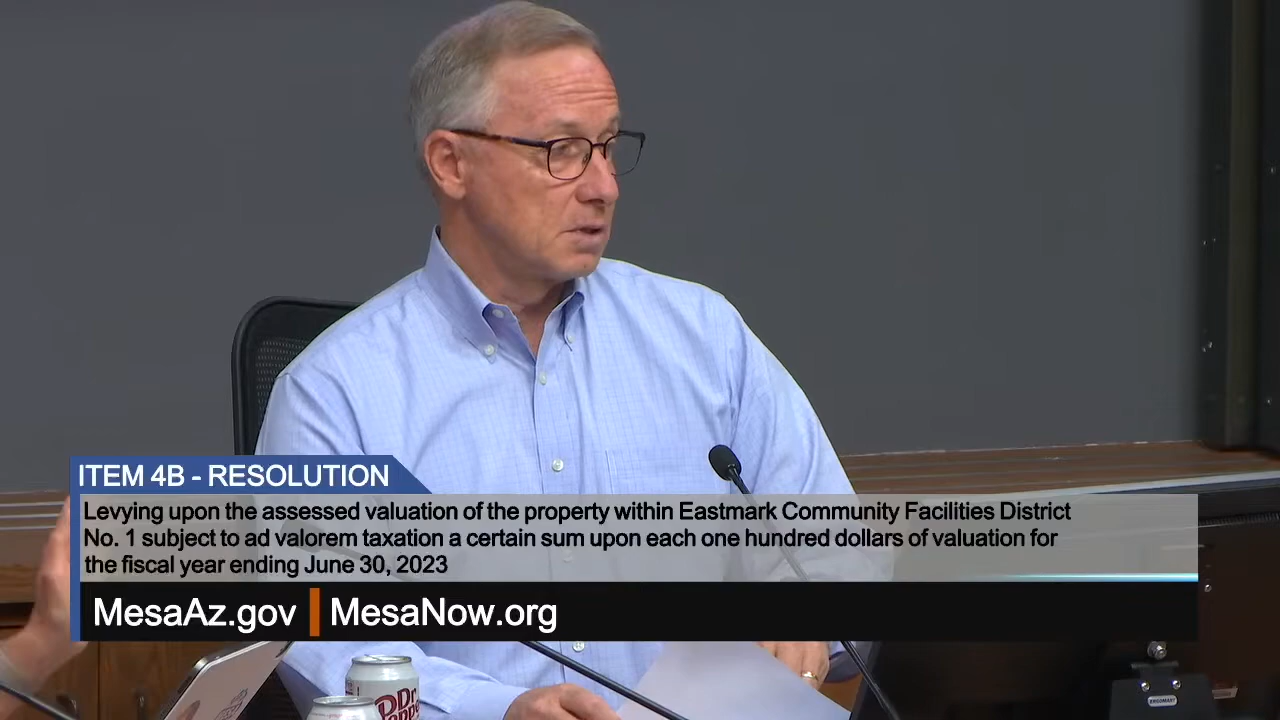 ITEM 4B - RESOLUTION
Levying upon the assessed valuation of the property within Eastmark Community Facilities District
No. 1 subject to ad valorem taxation a certain sum upon each one hundred dollars of valuation for
the fiscal year ending June 30, 2023
MesaAz.gov | MesaNow.org
DR